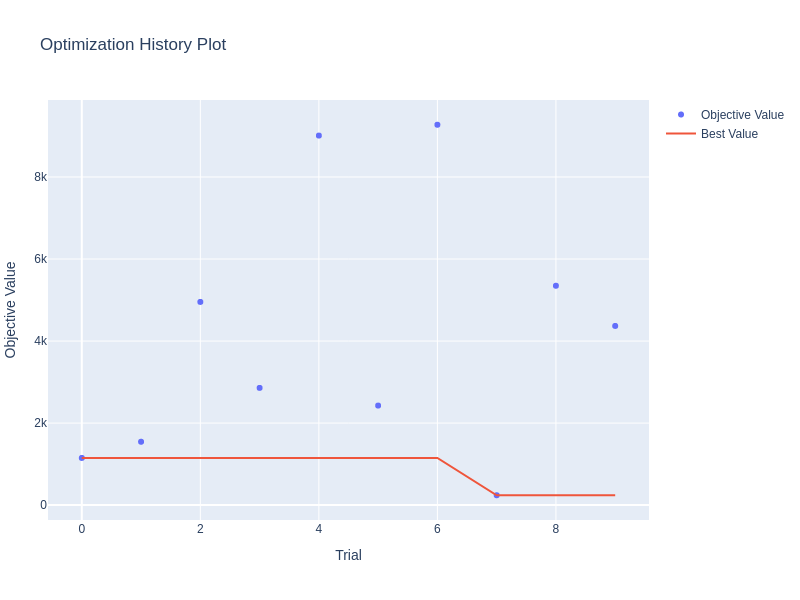 Optimization History Plot
Objective Value
Best Value
8k
6k
4k
2k
0
Objective Value
0 2 4 6 8
Trial